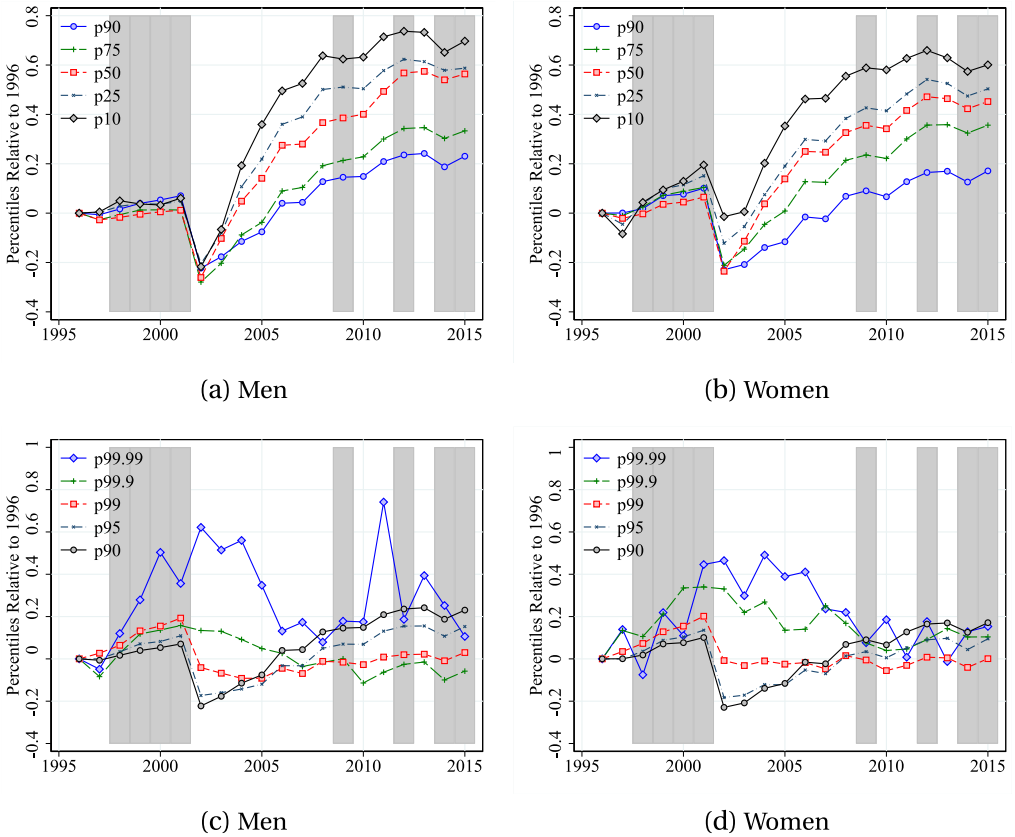 Percentiles Relative to 1996
0.8
0.6
0.4
0.2
0
-0.2
-0.4
p90
p75
p50
p25
p10
1995 2000 2005 2010 2015
(a) Men
Percentiles Relative to 1996
0.8
0.6
0.4
0.2
0
-0.2
-0.4
p90
p75
p50
p25
p10
1995 2000 2005 2010 2015
(b) Women
Percentiles Relative to 1996
1
0.8
0.6
0.4
0.2
0
-0.2
-0.4
p99.99
p99.9
p99
p95
p90
1995 2000 2005 2010 2015
(c) Men
Percentiles Relative to 1996
1
0.8
0.6
0.4
0.2
0
-0.2
-0.4
p99.99
p99.9
p99
p95
p90
1995 2000 2005 2010 2015
(d) Women